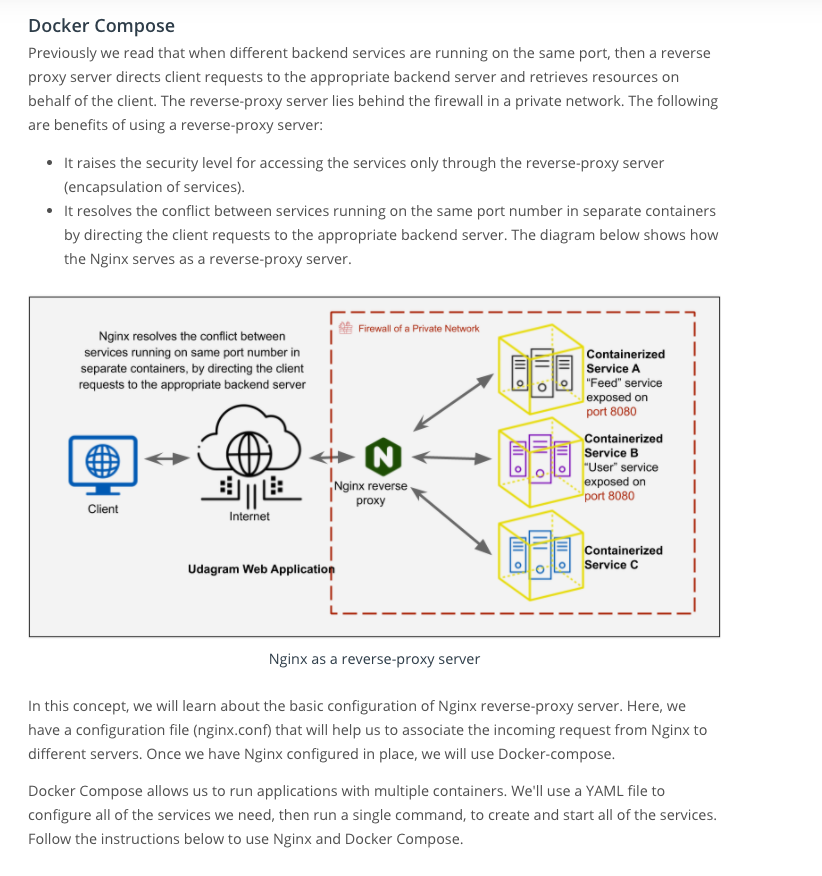 Docker Compose
Previously we read that when different backend services are running on the same port, then a reverse
proxy server directs client requests to the appropriate backend server and retrieves resources on
behalf of the client. The reverse-proxy server lies behind the firewall in a private network. The following
are benefits of using a reverse-proxy server:
• It raises the security level for accessing the services only through the reverse-proxy server
(encapsulation of services).
• It resolves the conflict between services running on the same port number in separate containers
by directing the client requests to the appropriate backend server. The diagram below shows how
the Nginx serves as a reverse-proxy server.
Nginx resolves the conflict between
services running on same port number in
separate containers, by directing the client
requests to the appropriate backend server
Firewall of a Private Network
Containerized
Service A
"Feed" service
exposed on
port 8080
Containerized
Service B
"User" service
exposed on
port 8080
Client
Internet
N
Nginx reverse
proxy
Containerized
Service C
Udagram Web Application
Nginx as a reverse-proxy server
In this concept, we will learn about the basic configuration of Nginx reverse-proxy server. Here, we
have a configuration file (nginx.conf) that will help us to associate the incoming request from Nginx to
different servers. Once we have Nginx configured in place, we will use Docker-compose.
Docker Compose allows us to run applications with multiple containers. We'll use a YAML file to
configure all of the services we need, then run a single command, to create and start all of the services.
Follow the instructions below to use Nginx and Docker Compose.